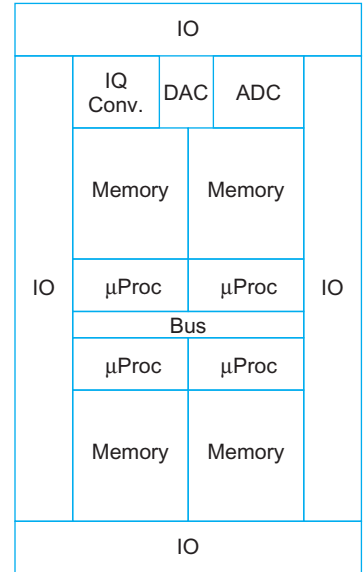 IO
IQ
Conv.
DAC
ADC
Memory
Memory
IO
μProc
μProc
IO
Bus
μProc
μProc
Memory
Memory
IO